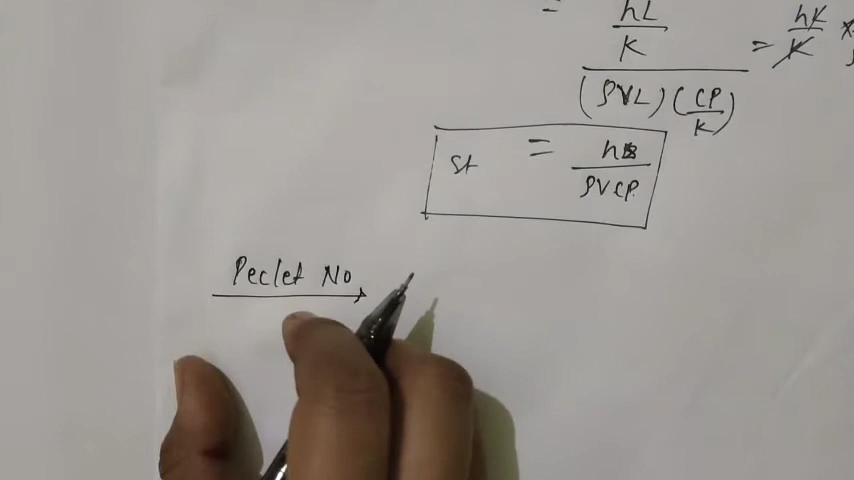 = hL/K / (ρVL) (CP/K) = hK/K
St = h / ρVCP
Peclet No